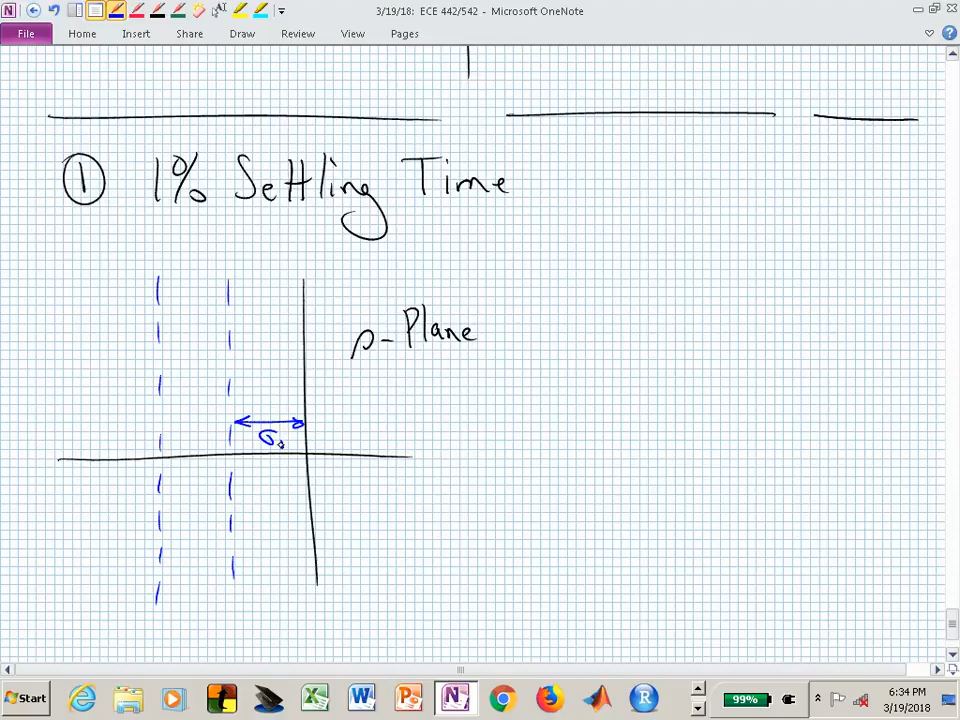 3/19/18: ECE 442/542 - Microsoft OneNote
File Home Insert Share Draw Review View Pages
① 1% Settling Time
s-Plane
99%
6:34 PM
Start
3/19/2018